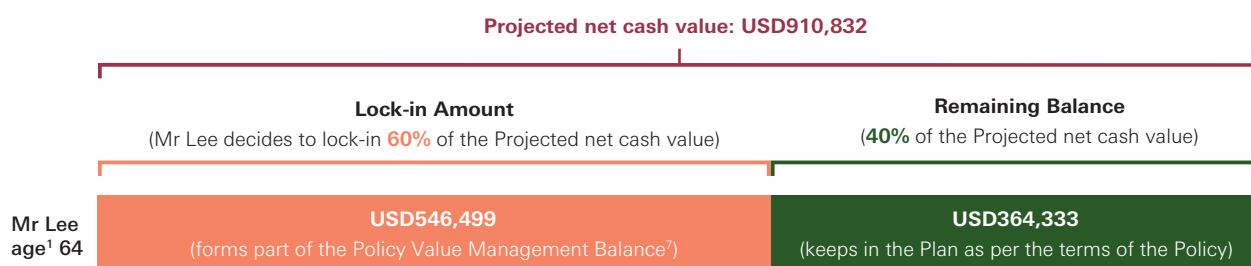 Projected net cash value: USD910,832
Lock-in Amount
(Mr Lee decides to lock-in 60% of the Projected net cash value)
Remaining Balance
(40% of the Projected net cash value)
Mr Lee
age¹ 64
USD546,499
(forms part of the Policy Value Management Balance⁷)
USD364,333
(keeps in the Plan as per the terms of the Policy)